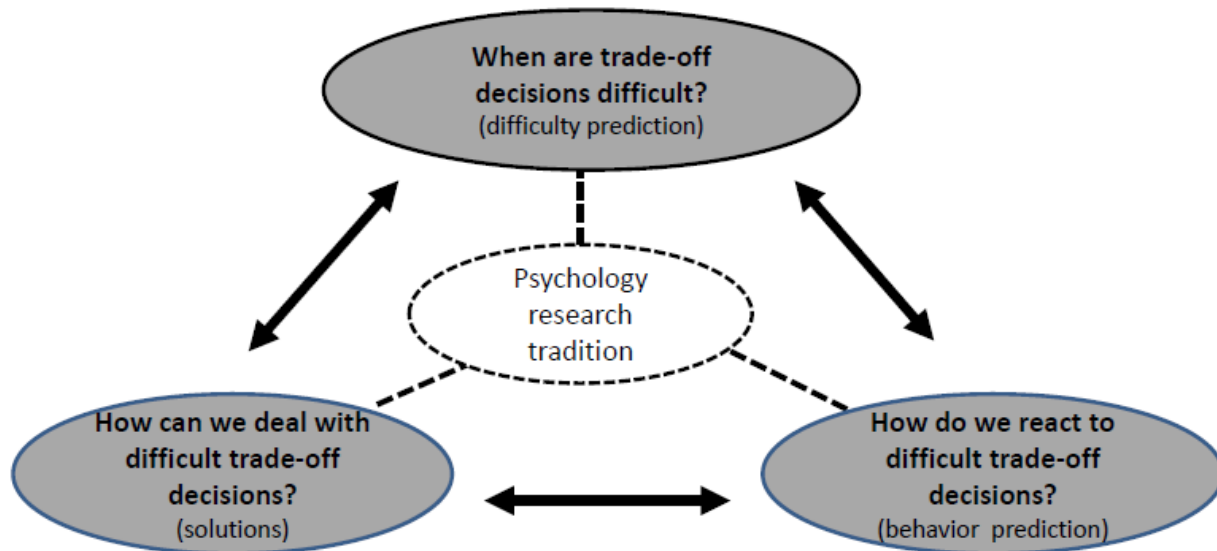 When are trade-off
decisions difficult?
(difficulty prediction)
Psychology
research
tradition
How can we deal with
difficult trade-off
decisions?
(solutions)
How do we react to
difficult trade-off
decisions?
(behavior prediction)